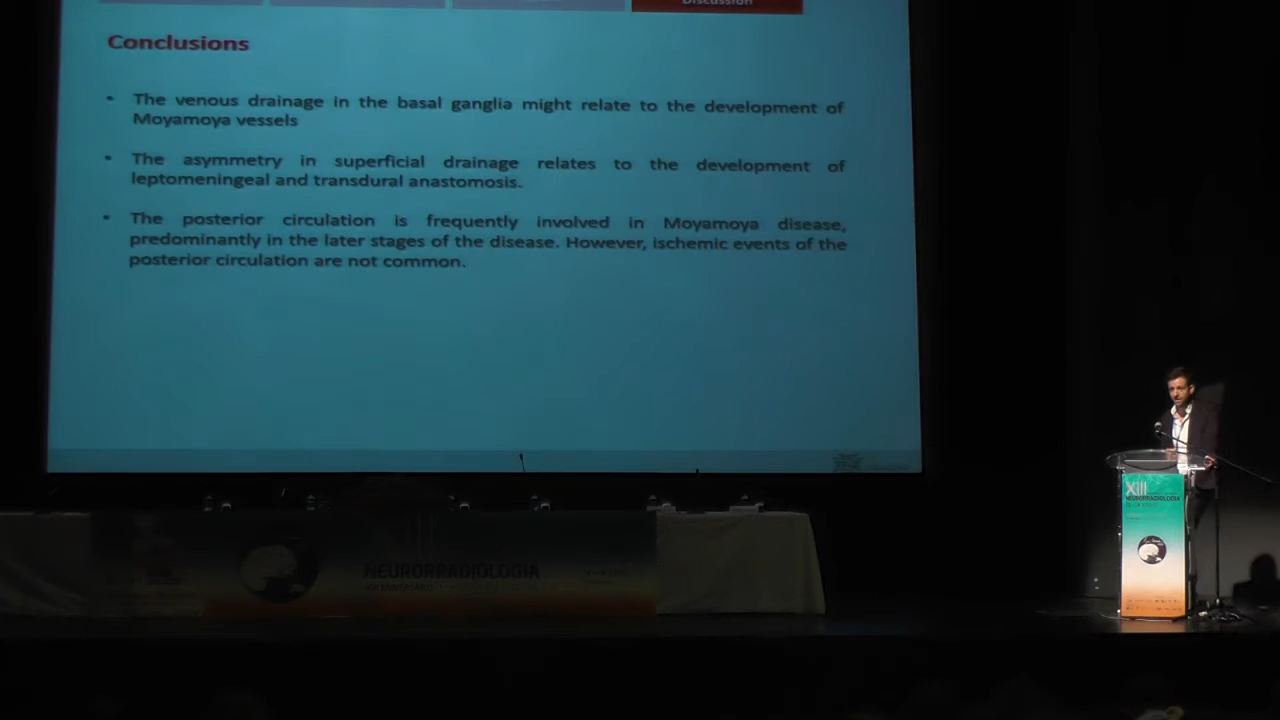 Discussion
Conclusions
• The venous drainage in the basal ganglia might relate to the development of
Moyamoya vessels
• The asymmetry in superficial drainage relates to the development of
leptomeningeal and transdural anastomosis.
• The posterior circulation is frequently involved in Moyamoya disease,
predominantly in the later stages of the disease. However, ischemic events of the
posterior circulation are not common.
XIII
NEURORRADIOLOGIA
NEURORRADIOLOGIA